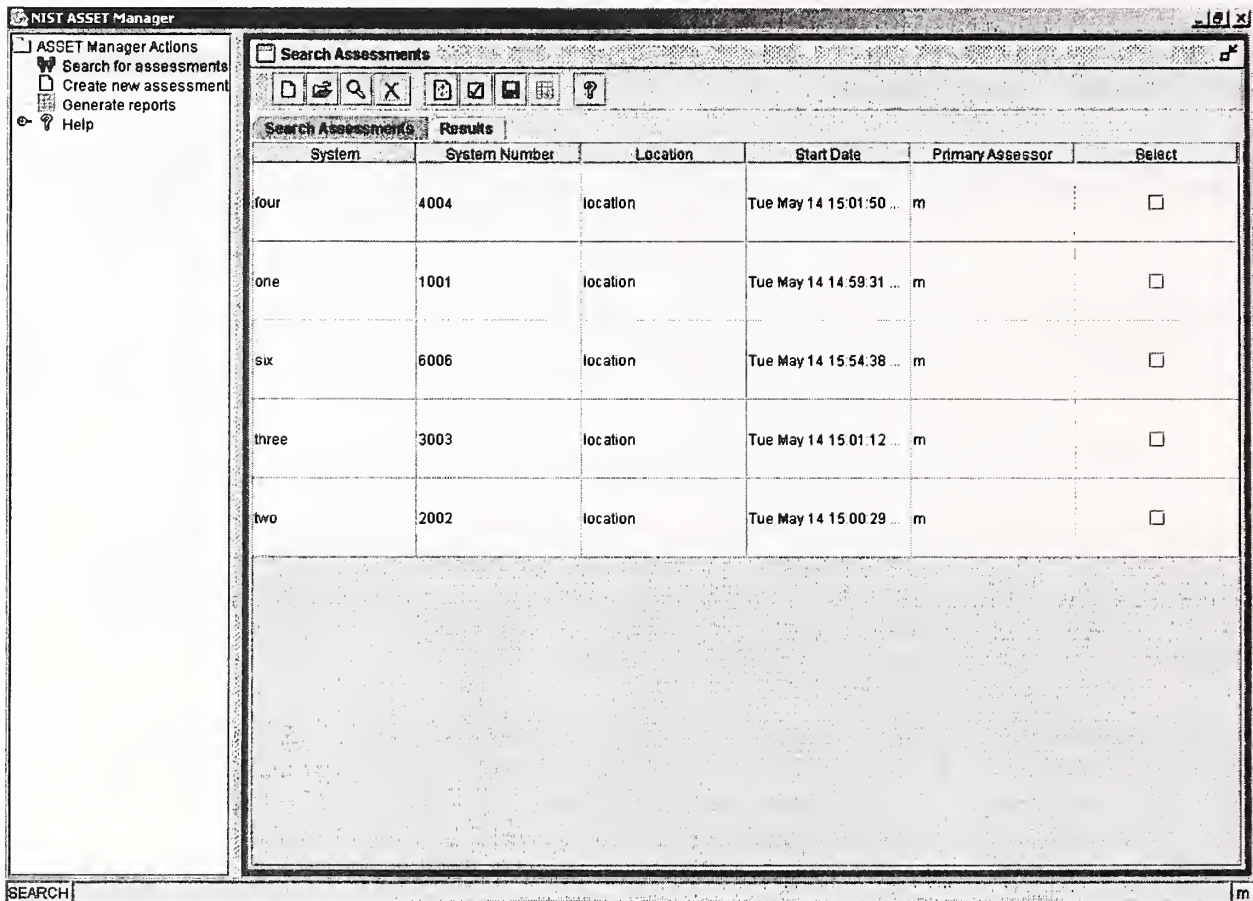 NIST ASSET Manager
ASSET Manager Actions
Search for assessments
Create new assessment
Generate reports
Help
Search Assessments
Search Assessments Results
System System Number Location Start Date Primary Assessor Select
four 4004 location Tue May 14 15:01:50 ... m
one 1001 location Tue May 14 14:59:31 ... m
six 6006 location Tue May 14 15:54:38 ... m
three 3003 location Tue May 14 15:01:12 ... m
two 2002 location Tue May 14 15:00:29 ... m
SEARCH m